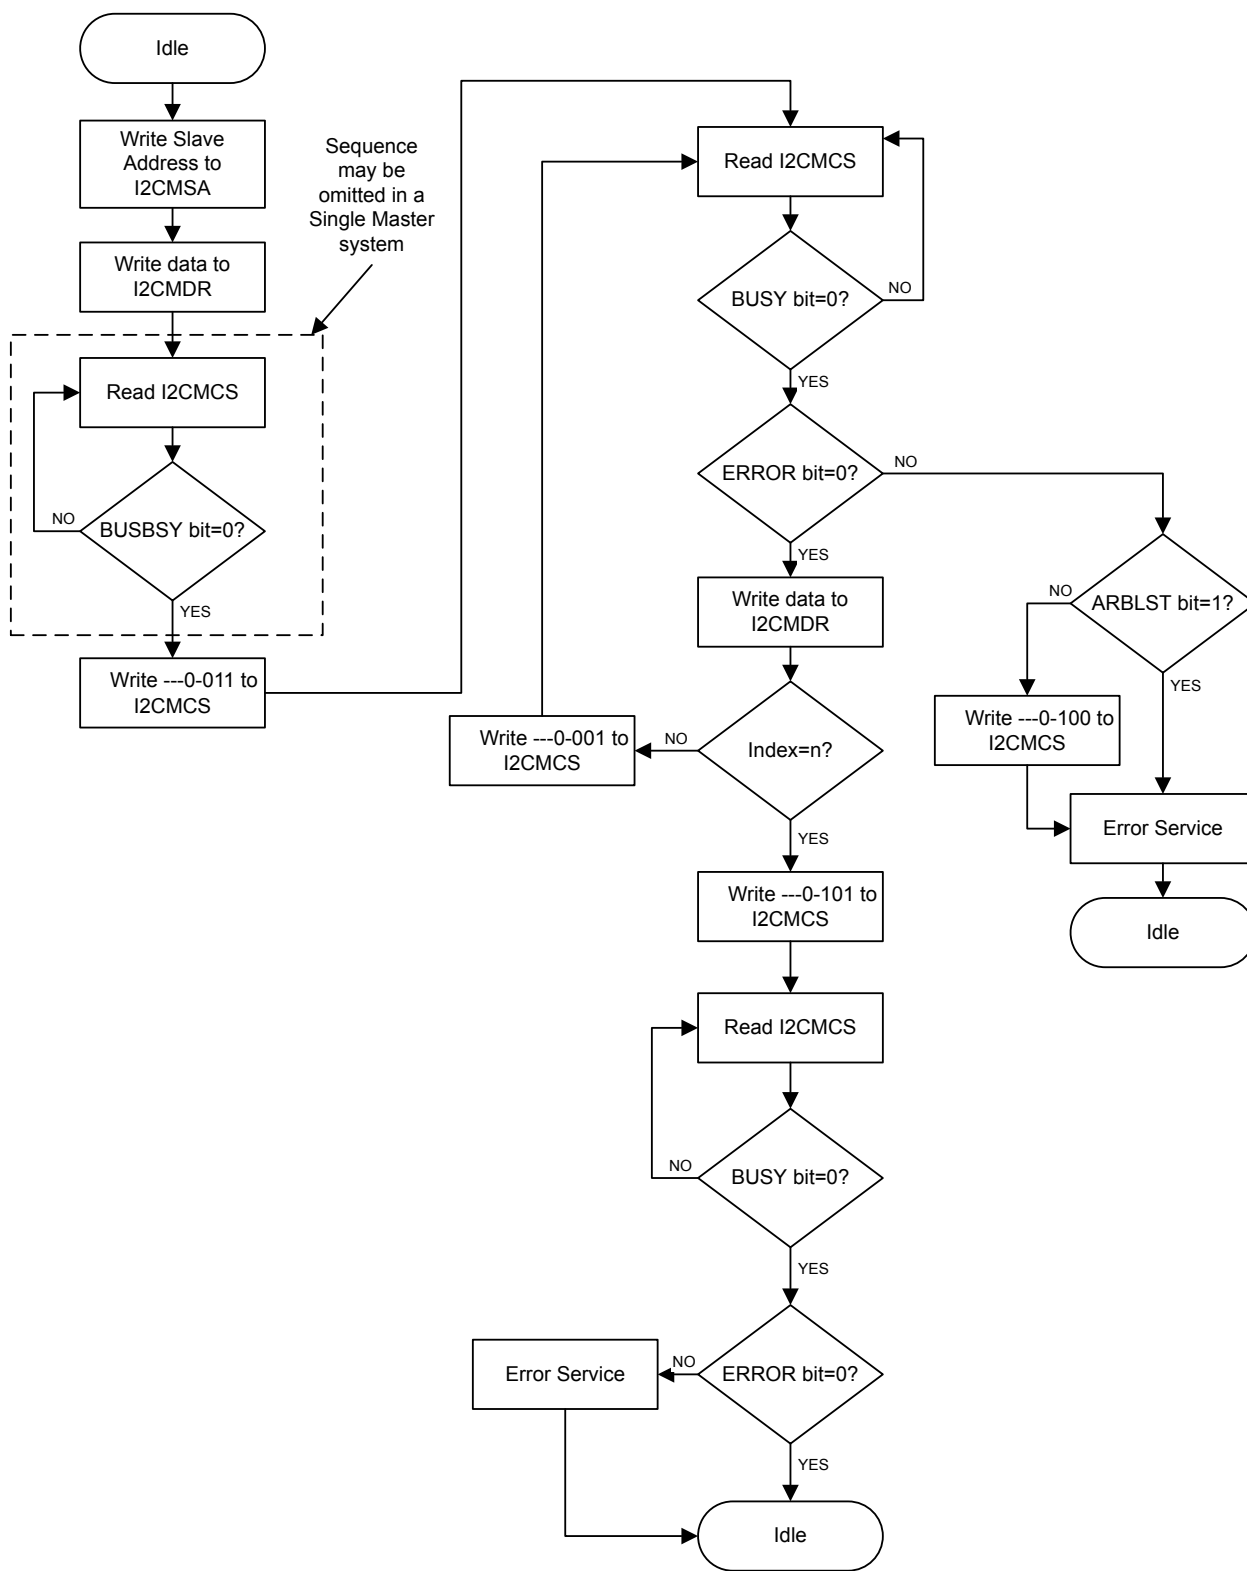 Idle
Write Slave
Address to
I2CMSA
Write data to
I2CMDR
Sequence
may be
omitted in a
Single Master
system
Read I2CMCS
BUSBSY bit=0?
NO
YES
Write ---0-011 to
I2CMCS
Read I2CMCS
BUSY bit=0?
NO
YES
ERROR bit=0?
NO
YES
Write data to
I2CMDR
Index=n?
NO
Write ---0-001 to
I2CMCS
YES
ARBLST bit=1?
NO
Write ---0-100 to
I2CMCS
YES
Error Service
Idle
Write ---0-101 to
I2CMCS
Read I2CMCS
BUSY bit=0?
NO
YES
ERROR bit=0?
NO
Error Service
YES
Idle